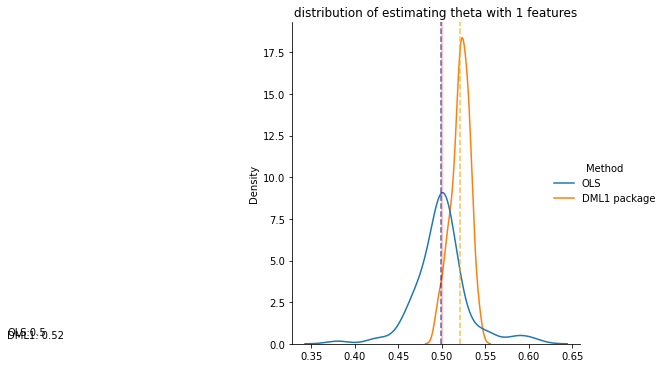 distribution of estimating theta with 1 features
17.5
15.0
12.5
10.0
7.5
5.0
2.5
0.0
Density
0.35
0.40
0.45
0.50
0.55
0.60
0.65
Method
OLS
DML1 package
OLS:0.5
DML1: 0.52